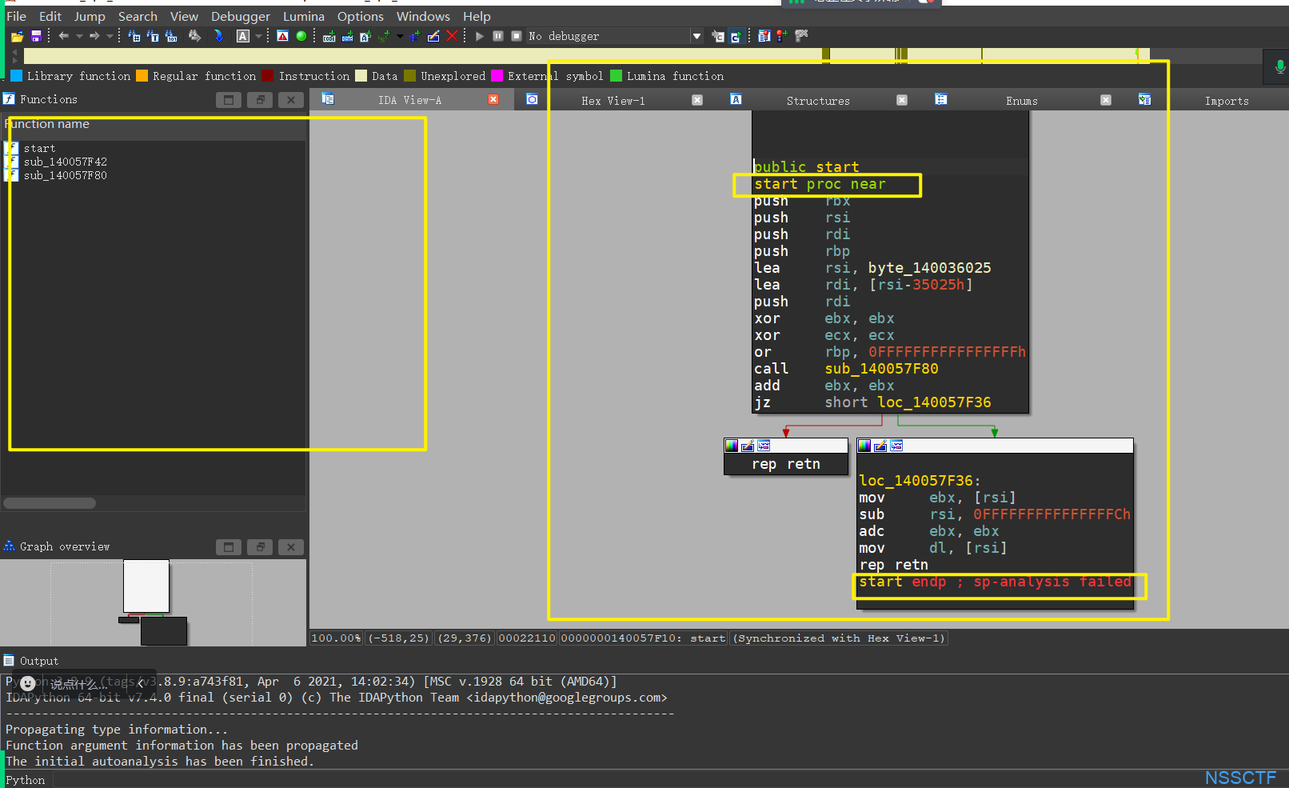 File Edit Jump Search View Debugger Lumina Options Windows Help
No debugger
Library function Regular function Instruction Data Unexplored External symbol Lumina function
Functions
IDA View-A Hex View-1 Structures Enums Imports
Function name
start
sub_140057F42
sub_140057F80
public start
start proc near
push rbx
push rsi
push rdi
push rbp
lea rsi, byte_140036025
lea rdi, [rsi-35025h]
push rdi
xor ebx, ebx
xor ecx, ecx
or rbp, 0FFFFFFFFFFFFFFFFh
call sub_140057F80
add ebx, ebx
jz short loc_140057F36
rep retn
loc_140057F36:
mov ebx, [rsi]
sub rsi, 0FFFFFFFFFFFFFFFCh
adc ebx, ebx
mov dl, [rsi]
rep retn
start endp ; sp-analysis failed
Graph overview
100.00% (-518,25) (29,376) 00022110 0000000140057F10: start (Synchronized with Hex View-1)
Output
(tags/v3.8.9:a743f81, Apr 6 2021, 14:02:34) [MSC v.1928 64 bit (AMD64)]
说点什么...
IDAPython 64-bit v7.4.0 final (serial 0) (c) The IDAPython Team <idapython@googlegroups.com>
Propagating type information...
Function argument information has been propagated
The initial autoanalysis has been finished.
Python
NSSCTF